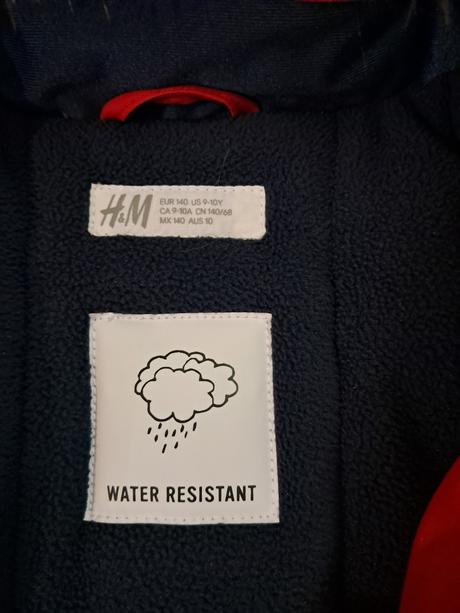 H&M
EUR 140 US 9-10Y
CA 9-10A CN 140/68
MX 140 AUS 10
WATER RESISTANT